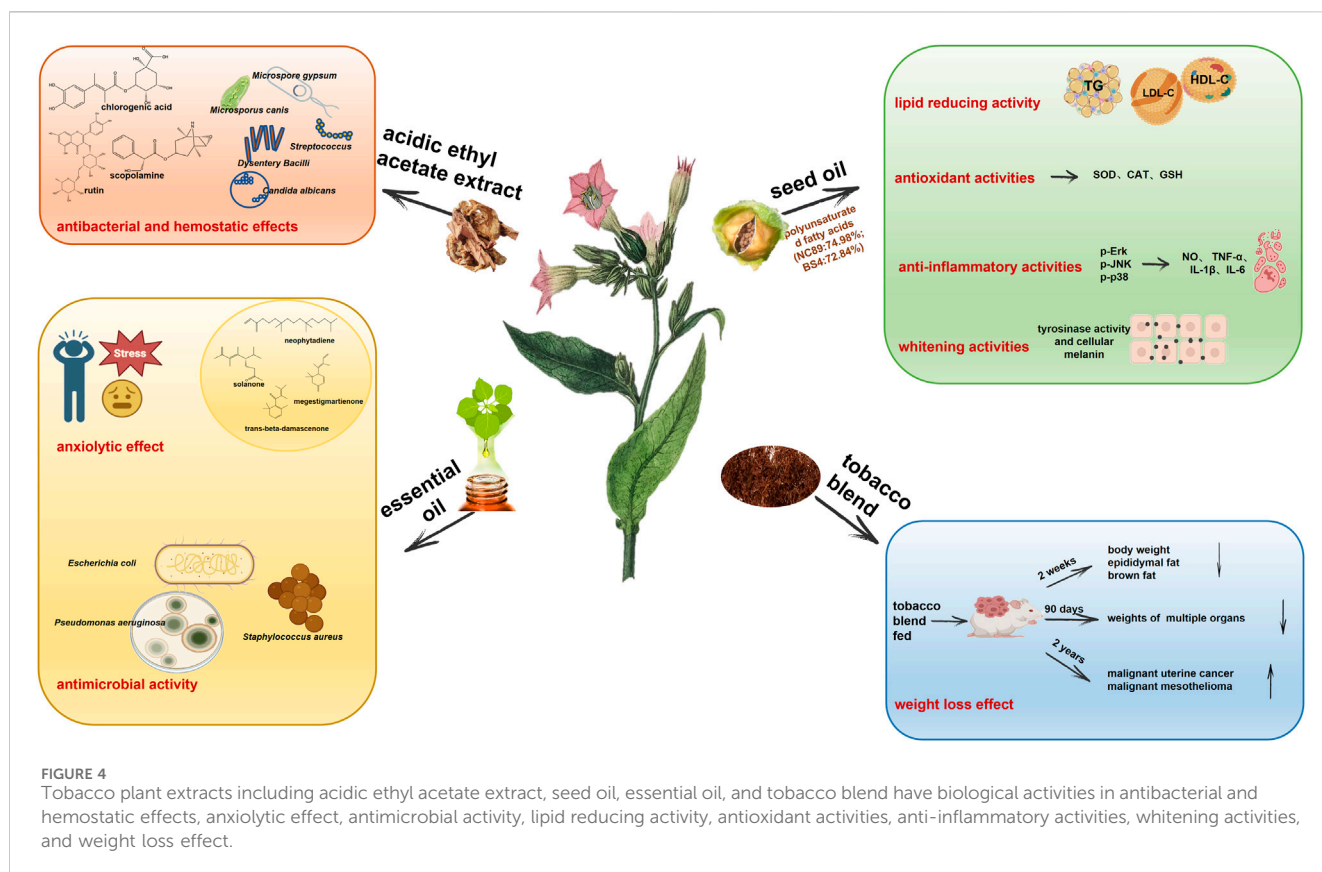 chlorogenic acid
rutin
scopolamine
Microspore gypsum
Microsporus canis
Streptococcus
Dysentery Bacilli
Candida albicans
antibacterial and hemostatic effects
acidic ethyl
acetate extract
seed oil
polyunsaturate
d fatty acids
(NC89:74.98%;
BS4:72.84%)
lipid reducing activity
TG
LDL-C
HDL-C
antioxidant activities
SOD、CAT、GSH
anti-inflammatory activities
p-Erk
p-JNK
p-p38
NO、 TNF-α、
IL-1β、IL-6
whitening activities
tyrosinase activity
and cellular
melanin
Stress
anxiolytic effect
neophytadiene
solanone
megestigmartienone
trans-beta-damascenone
essential
oil
Escherichia coli
Pseudomonas aeruginosa
Staphylococcus aureus
antimicrobial activity
tobacco
blend
tobacco
blend
fed
2 weeks
body weight
epididymal fat
brown fat
90 days
weights of multiple organs
2 years
malignant uterine cancer
malignant mesothelioma
weight loss effect
FIGURE 4
Tobacco plant extracts including acidic ethyl acetate extract, seed oil, essential oil, and tobacco blend have biological activities in antibacterial and
hemostatic effects, anxiolytic effect, antimicrobial activity, lipid reducing activity, antioxidant activities, anti-inflammatory activities, whitening activities,
and weight loss effect.